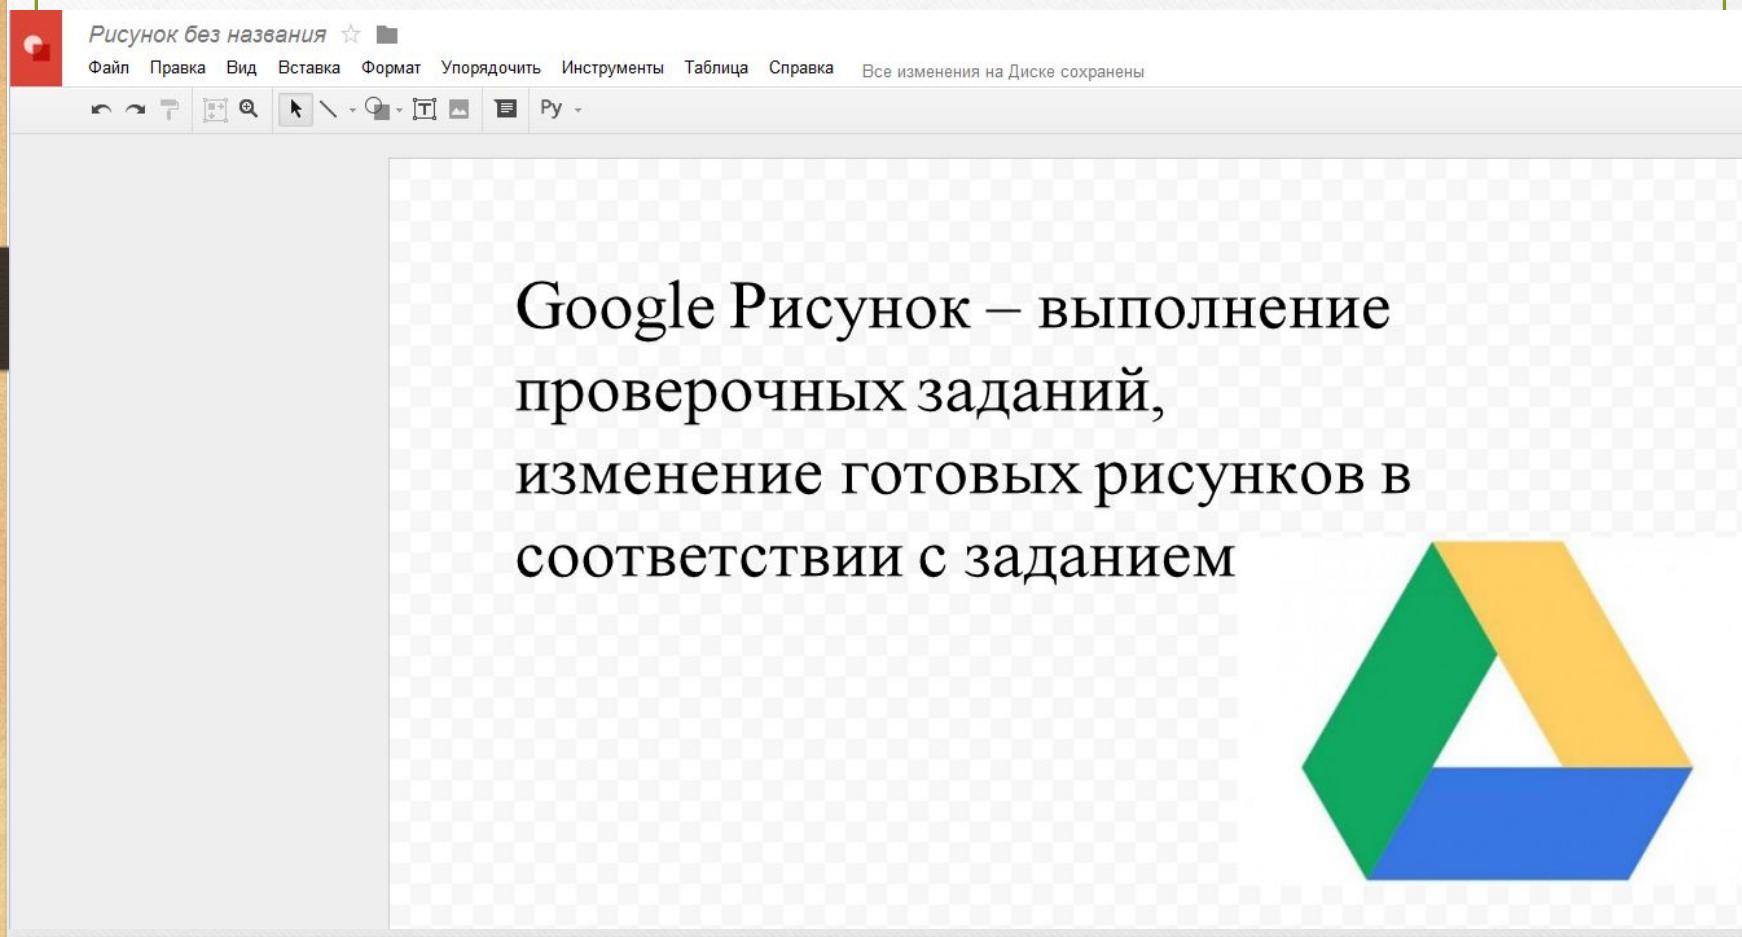 Рисунок без названия
Файл Правка Вид Вставка Формат Упорядочить Инструменты Таблица Справка Все изменения на Диске сохранены
Ру
Google Рисунок – выполнение
проверочных заданий,
изменение готовых рисунков в
соответствии с заданием